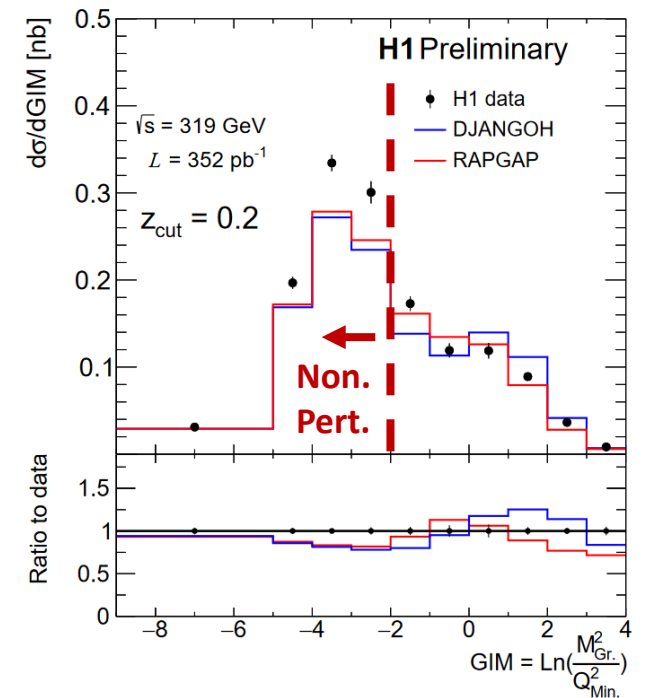 dσ/dGIM [nb]
0.5
0.4
0.3
0.2
0.1
H1 Preliminary
√s = 319 GeV
L = 352 pb⁻¹
z_cut = 0.2
H1 data
DJANGOH
RAPGAP
Non.
Pert.
Ratio to data
1.5
1
0.5
0
−8 −6 −4 −2 0 2 4
GIM = Ln(M²_Gr. / Q²_Min.)